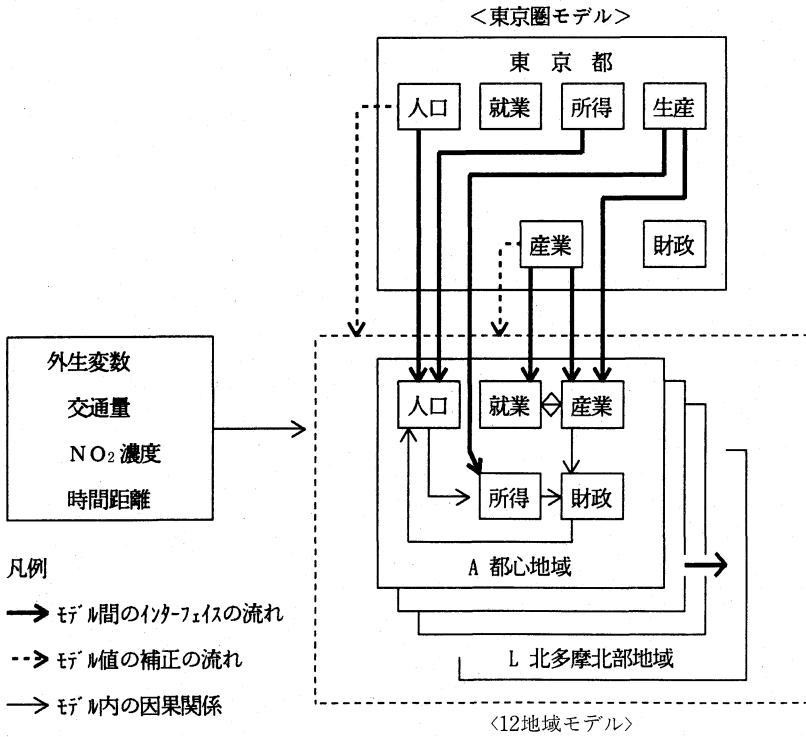 ＜東京圏モデル＞
東 京 都
人口 就業 所得 生産
産業 財政
外生変数
交通量
NO₂濃度
時間距離
人口 就業 産業
所得 財政
A 都心地域
L 北多摩北部地域
〈12地域モデル〉
凡例
ﾓﾃﾞﾙ間のｲﾝﾀｰﾌｪｲｽの流れ
ﾓﾃﾞﾙ値の補正の流れ
ﾓﾃﾞﾙ内の因果関係